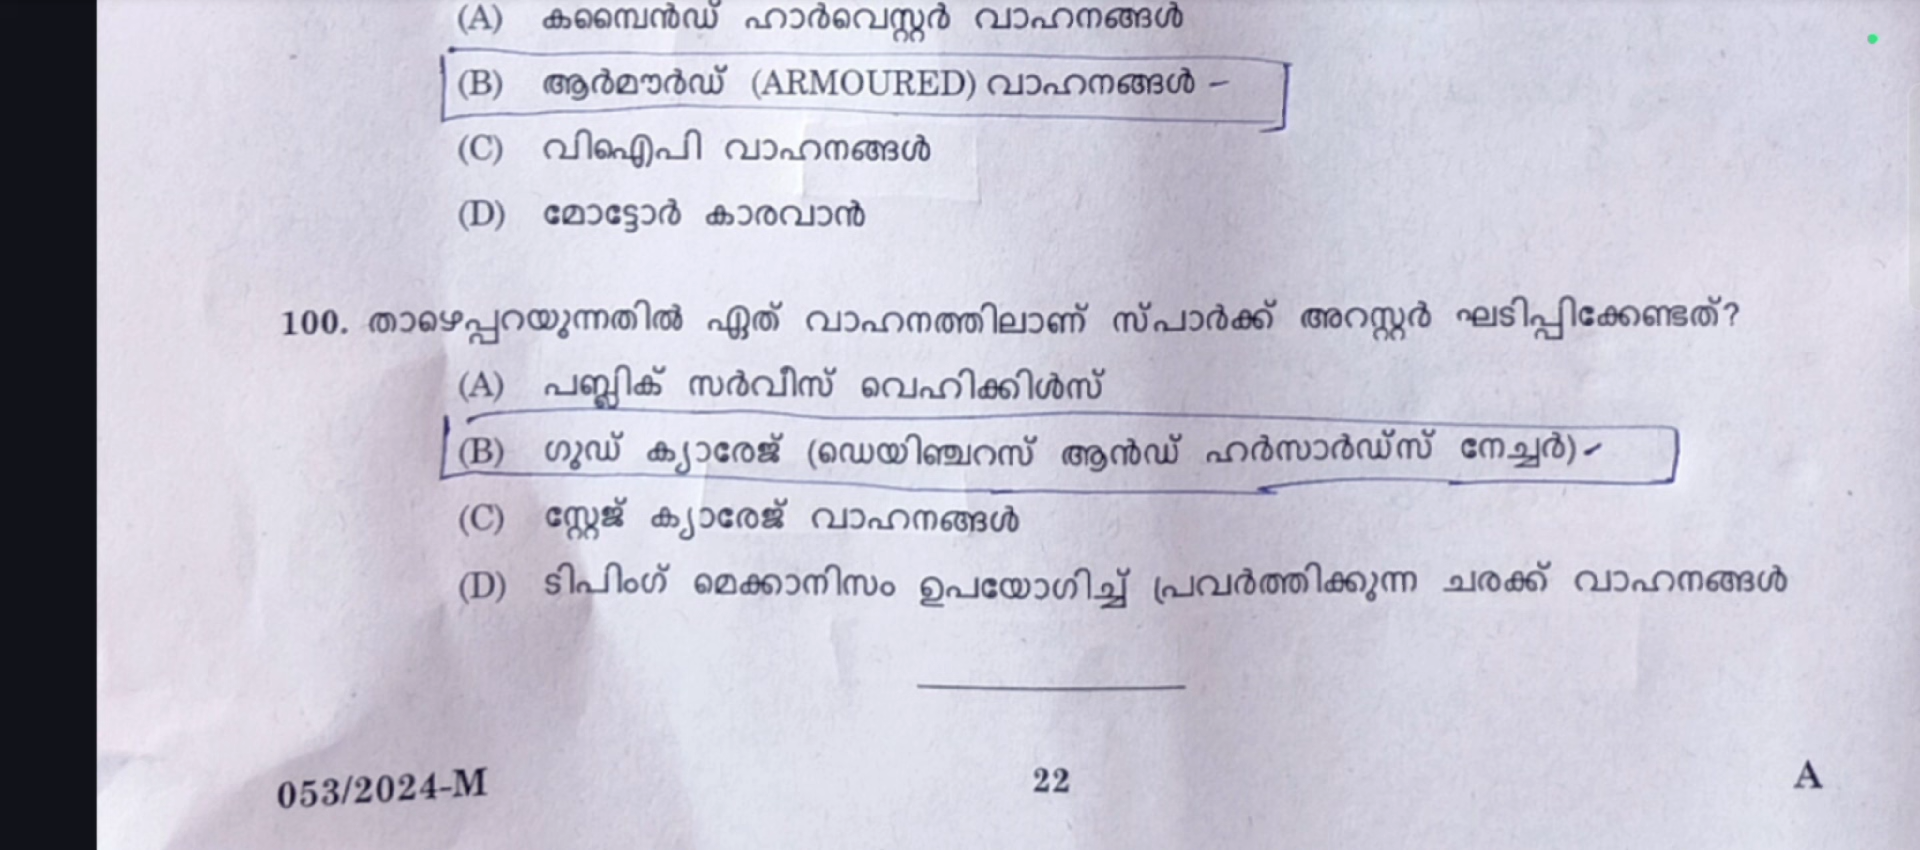 (A) കമ്പൈൻഡ് ഹാർവെസ്റ്റർ വാഹനങ്ങൾ
(B) ആർമൗർഡ് (ARMOURED) വാഹനങ്ങൾ –
(C) വിഐപി വാഹനങ്ങൾ
(D) മോട്ടോർ കാരവാൻ
100. താഴെപ്പറയുന്നതിൽ ഏത് വാഹനത്തിലാണ് സ്പാർക്ക് അറസ്റ്റർ ഘടിപ്പിക്കേണ്ടത്?
(A) പബ്ലിക് സർവീസ് വെഹിക്കിൾസ്
(B) ഗുഡ് ക്യാരേജ് (ഡെയിഞ്ചറസ് ആൻഡ് ഹർസാർഡ്സ് നേച്ചർ)
(C) സ്റ്റേജ് ക്യാരേജ് വാഹനങ്ങൾ
(D) ടിപിംഗ് മെക്കാനിസം ഉപയോഗിച്ച് പ്രവർത്തിക്കുന്ന ചരക്ക് വാഹനങ്ങൾ
053/2024-M 22 A